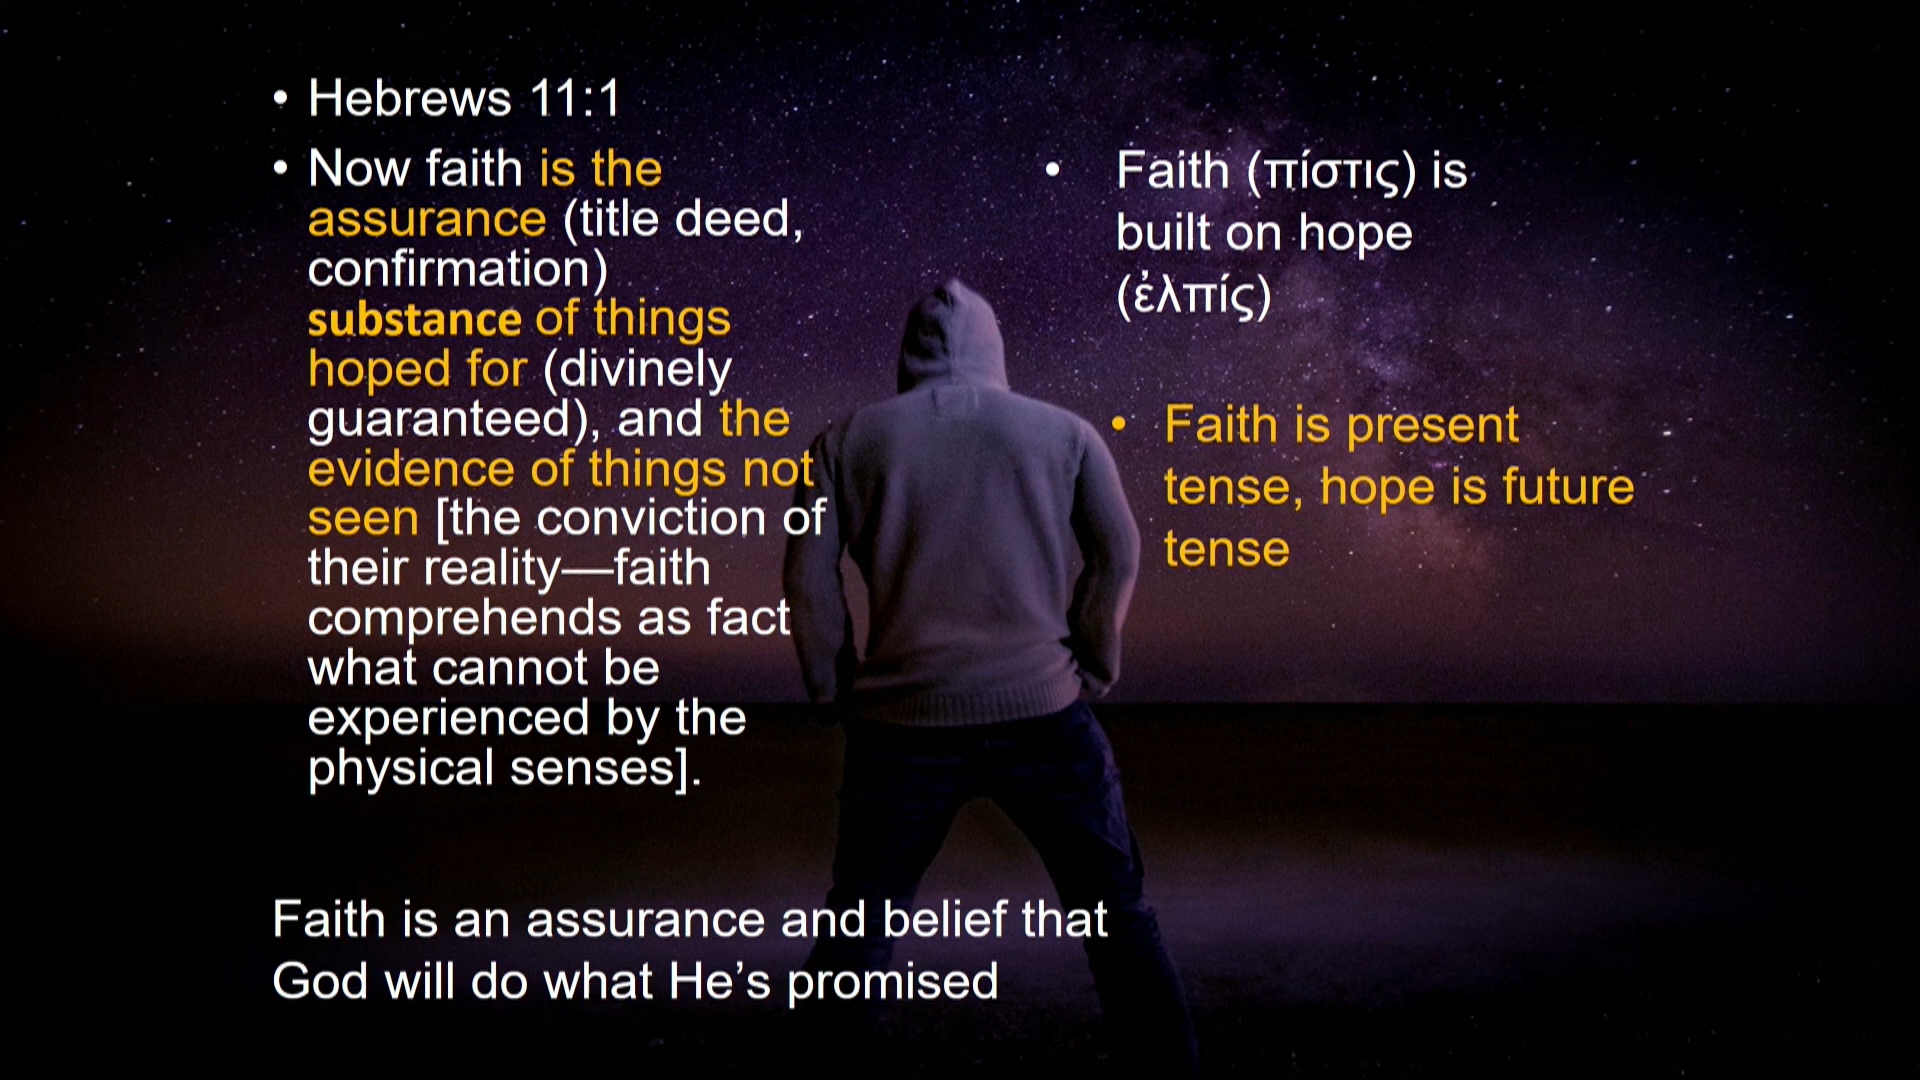 • Hebrews 11:1
• Now faith is the
assurance (title deed,
confirmation)
substance of things
hoped for (divinely
guaranteed), and the
evidence of things not
seen [the conviction of
their reality—faith
comprehends as fact
what cannot be
experienced by the
physical senses].
• Faith (πίστις) is
built on hope
(ἐλπίς)
• Faith is present
tense, hope is future
tense
Faith is an assurance and belief that
God will do what He’s promised